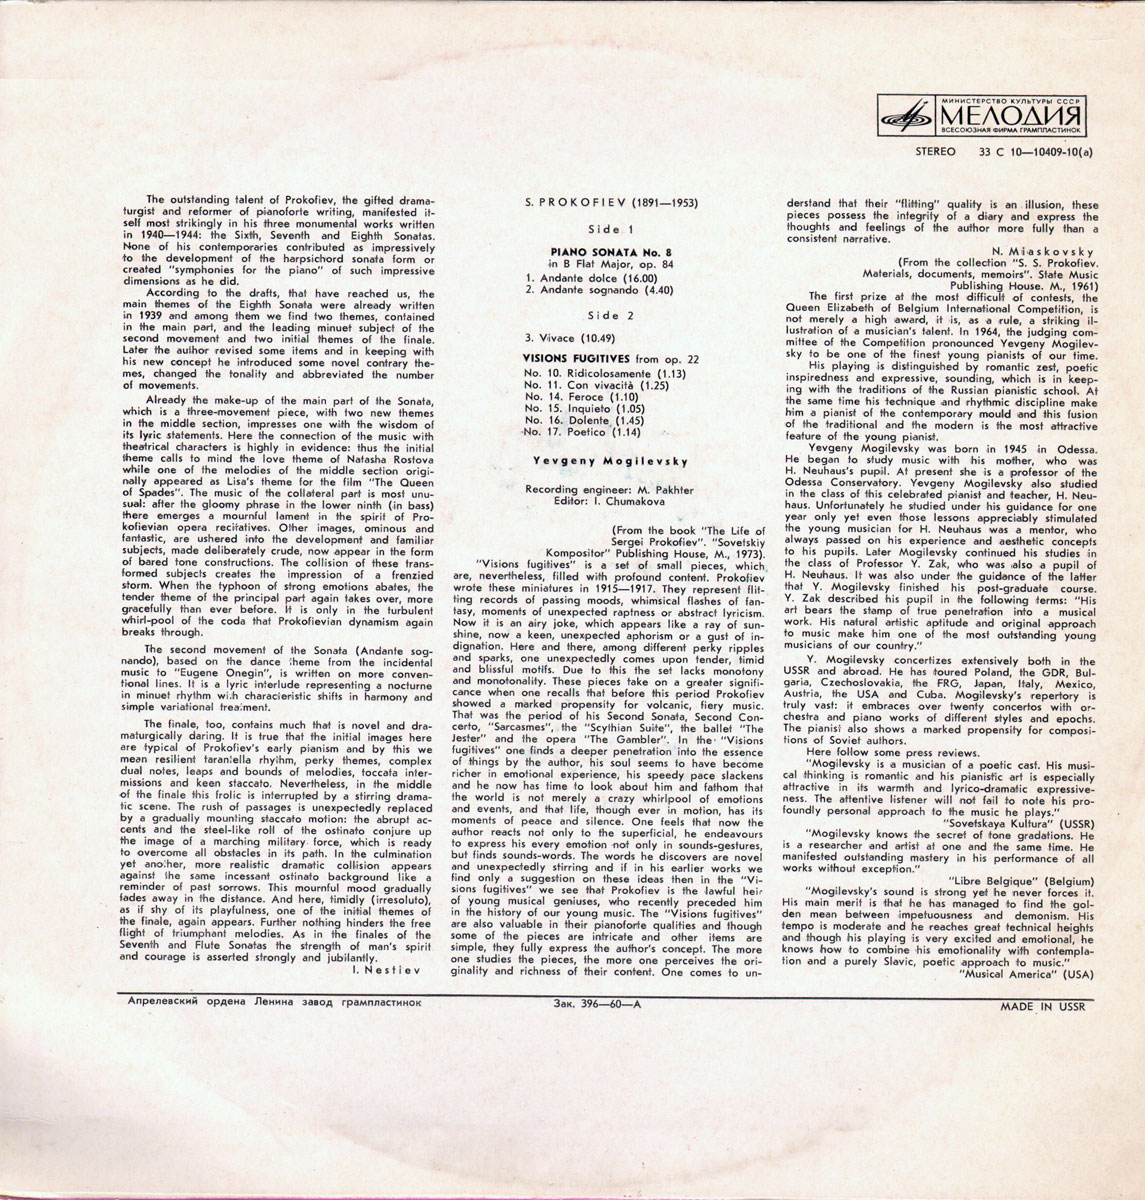 МИНИСТЕРСТВО КУЛЬТУРЫ СССР
МЕЛОДИЯ
ВСЕСОЮЗНАЯ ФИРМА ГРАМПЛАСТИНОК
STEREO 33 С 10—10409-10(а)
The outstanding talent of Prokofiev, the gifted drama-
turgist and reformer of pianoforte writing, manifested it-
self most strikingly in his three monumental works written
in 1940—1944: the Sixth, Seventh and Eighth Sonatas.
None of his contemporaries contributed as impressively
to the development of the harpsichord sonata form or
created "symphonies for the piano" of such impressive
dimensions as he did.
According to the drafts, that have reached us, the
main themes of the Eighth Sonata were already written
in 1939 and among them we find two themes, contained
in the main part, and the leading minuet subject of the
second movement and two initial themes of the finale.
Later the author revised some items and in keeping with
his new concept he introduced some novel contrary the-
mes, changed the tonality and abbreviated the number
of movements.
Already the make-up of the main part of the Sonata,
which is a three-movement piece, with two new themes
in the middle section, impresses one with the wisdom of
its lyric statements. Here the connection of the music with
theatrical characters is highly in evidence: thus the initial
theme calls to mind the love theme of Natasha Rostova
while one of the melodies of the middle section origi-
nally appeared as Lisa's theme for the film "The Queen
of Spades". The music of the collateral part is most unu-
sual: after the gloomy phrase in the lower ninth (in bass)
there emerges a mournful lament in the spirit of Pro-
kofievian opera recitatives. Other images, ominous and
fantastic, are ushered into the development and familiar
subjects, made deliberately crude, now appear in the form
of bared tone constructions. The collision of these trans-
formed subjects creates the impression of a frenzied
storm. When the typhoon of strong emotions abates, the
tender theme of the principal part again takes over, more
gracefully than ever before. It is only in the turbulent
whirl-pool of the coda that Prokofievian dynamism again
breaks through.
The second movement of the Sonata (Andante sog-
nando), based on the dance theme from the incidental
music to "Eugene Onegin", is written on more conven-
tional lines. It is a lyric interlude representing a nocturne
in minuet rhythm with characteristic shifts in harmony and
simple variational treatment.
The finale, too, contains much that is novel and dra-
maturgically daring. It is true that the initial images here
are typical of Prokofiev's early pianism and by this we
mean resilient tarantella rhythm, perky themes, complex
dual notes, leaps and bounds of melodies, toccata inter-
missions and keen staccato. Nevertheless, in the middle
of the finale this frolic is interrupted by a stirring drama-
tic scene. The rush of passages is unexpectedly replaced
by a gradually mounting staccato motion: the abrupt ac-
cents and the steel-like roll of the ostinato conjure up
the image of a marching military force, which is ready
to overcome all obstacles in its path. In the culmination
yet another, more realistic dramatic collision appears
against the same incessant ostinato background like a
reminder of past sorrows. This mournful mood gradually
fades away in the distance. And here, timidly (irresoluto),
as if shy of its playfulness, one of the initial themes of
the finale, again appears. Further nothing hinders the free
flight of triumphant melodies. As in the finales of the
Seventh and Flute Sonatas the strength of man's spirit
and courage is asserted strongly and jubilantly.
I. Nestiev
S. PROKOFIEV (1891—1953)
Side 1
PIANO SONATA No. 8
in B Flat Major, op. 84
1. Andante dolce (16.00)
2. Andante sognando (4.40)
Side 2
3. Vivace (10.49)
VISIONS FUGITIVES from op. 22
No. 10. Ridicolosamente (1.13)
No. 11. Con vivacità (1.25)
No. 14. Feroce (1.10)
No. 15. Inquieto (1.05)
No. 16. Dolente (1.45)
No. 17. Poetico (1.14)
Yevgeny Mogilevsky
Recording engineer: M. Pakhter
Editor: I. Chumakova
(From the book "The Life of
Sergei Prokofiev". "Sovetskiy
Kompositor" Publishing House, M., 1973).
"Visions fugitives" is a set of small pieces, which
are, nevertheless, filled with profound content. Prokofiev
wrote these miniatures in 1915—1917. They represent flit-
ting records of passing moods, whimsical flashes of fan-
tasy, moments of unexpected raptness or abstract lyricism.
Now it is an airy joke, which appears like a ray of sun-
shine, now a keen, unexpected aphorism or a gust of in-
dignation. Here and there, among different perky ripples
and sparks, one unexpectedly comes upon tender, timid
and blissful motifs. Due to this the set lacks monotony
and monotonality. These pieces take on a greater signifi-
cance when one recalls that before this period Prokofiev
showed a marked propensity for volcanic, fiery music.
That was the period of his Second Sonata, Second Con-
certo, "Sarcasmes", the "Scythian Suite", the ballet "The
Jester" and the opera "The Gambler". In the "Visions
fugitives" one finds a deeper penetration into the essence
of things by the author, his soul seems to have become
richer in emotional experience, his speedy pace slackens
and he now has time to look about him and fathom that
the world is not merely a crazy whirlpool of emotions
and events, and that life, though ever in motion, has its
moments of peace and silence. One feels that now the
author reacts not only to the superficial, he endeavours
to express his every emotion not only in sounds-gestures,
but finds sounds-words. The words he discovers are novel
and unexpectedly stirring and if in his earlier works we
find only a suggestion on these ideas then in the "Vi-
sions fugitives" we see that Prokofiev is the lawful heir
of young musical geniuses, who recently preceded him
in the history of our young music. The "Visions fugitives"
are also valuable in their pianoforte qualities and though
some of the pieces are intricate and other items are
simple, they fully express the author's concept. The more
one studies the pieces, the more one perceives the ori-
ginality and richness of their content. One comes to un-
derstand that their "flitting" quality is an illusion, these
pieces possess the integrity of a diary and express the
thoughts and feelings of the author more fully than a
consistent narrative.
N. Miaskovsky
(From the collection "S. S. Prokofiev.
Materials, documents, memoirs". State Music
Publishing House. M., 1961)
The first prize at the most difficult of contests, the
Queen Elizabeth of Belgium International Competition, is
not merely a high award, it is, as a rule, a striking il-
lustration of a musician's talent. In 1964, the judging com-
mittee of the Competition pronounced Yevgeny Mogilev-
sky to be one of the finest young pianists of our time.
His playing is distinguished by romantic zest, poetic
inspiredness and expressive, sounding, which is in keep-
ing with the traditions of the Russian pianistic school. At
the same time his technique and rhythmic discipline make
him a pianist of the contemporary mould and this fusion
of the traditional and the modern is the most attractive
feature of the young pianist.
Yevgeny Mogilevsky was born in 1945 in Odessa.
He began to study music with his mother, who was
H. Neuhaus's pupil. At present she is a professor of the
Odessa Conservatory. Yevgeny Mogilevsky also studied
in the class of this celebrated pianist and teacher, H. Neu-
haus. Unfortunately he studied under his guidance for one
year only yet even those lessons appreciably stimulated
the young musician for H. Neuhaus was a mentor, who
always passed on his experience and aesthetic concepts
to his pupils. Later Mogilevsky continued his studies in
the class of Professor Y. Zak, who was also a pupil of
H. Neuhaus. It was also under the guidance of the latter
that Y. Mogilevsky finished his post-graduate course.
Y. Zak described his pupil in the following terms: "His
art bears the stamp of true penetration into a musical
work. His natural artistic aptitude and original approach
to music make him one of the most outstanding young
musicians of our country."
Y. Mogilevsky concertizes extensively both in the
USSR and abroad. He has toured Poland, the GDR, Bul-
garia, Czechoslovakia, the FRG, Japan, Italy, Mexico,
Austria, the USA and Cuba. Mogilevsky's repertory is
truly vast: it embraces over twenty concertos with or-
chestra and piano works of different styles and epochs.
The pianist also shows a marked propensity for composi-
tions of Soviet authors.
Here follow some press reviews.
"Mogilevsky is a musician of a poetic cast. His musi-
cal thinking is romantic and his pianistic art is especially
attractive in its warmth and lyrico-dramatic expressive-
ness. The attentive listener will not fail to note his pro-
foundly personal approach to the music he plays."
"Sovetskaya Kultura" (USSR)
"Mogilevsky knows the secret of tone gradations. He
is a researcher and artist at one and the same time. He
manifested outstanding mastery in his performance of all
works without exception."
"Libre Belgique" (Belgium)
"Mogilevsky's sound is strong yet he never forces it.
His main merit is that he has managed to find the gol-
den mean between impetuousness and demonism. His
tempo is moderate and he reaches great technical heights
and though his playing is very excited and emotional, he
knows how to combine his emotionality with contempla-
tion and a purely Slavic, poetic approach to music."
"Musical America" (USA)
Апрелевский ордена Ленина завод грампластинок Зак. 396—60—А MADE IN USSR